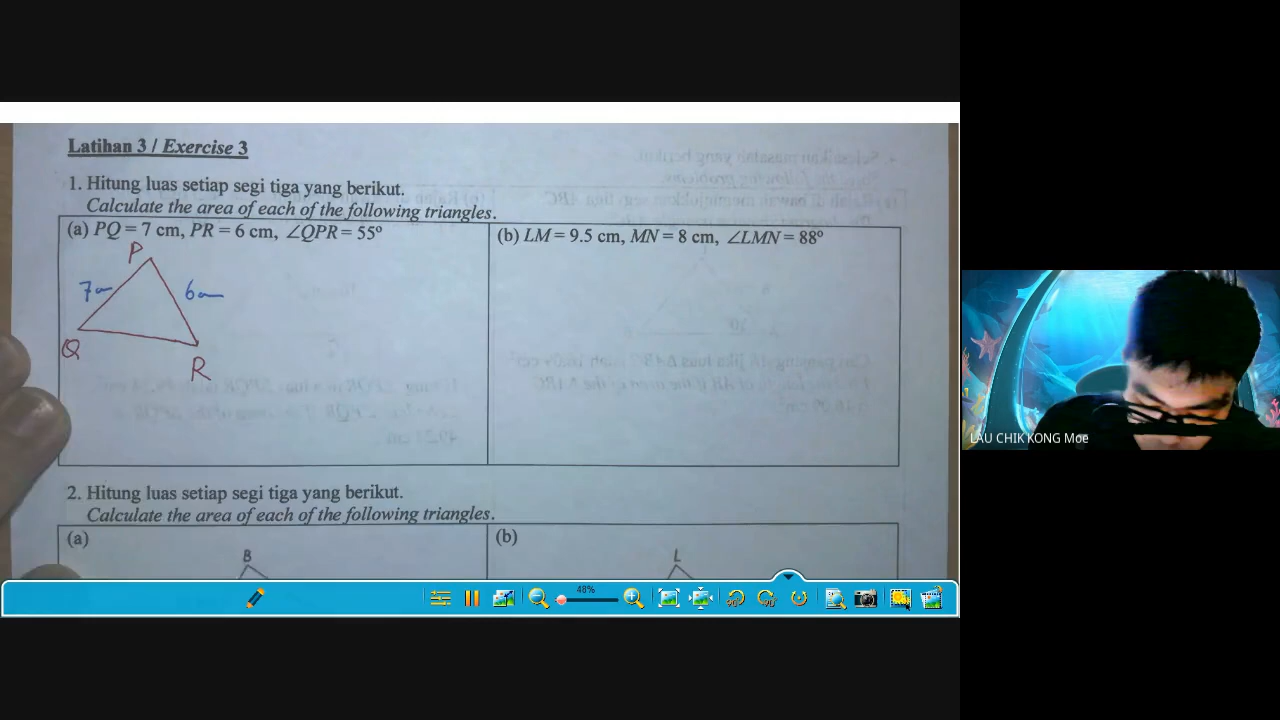 Latihan 3 / Exercise 3
1. Hitung luas setiap segi tiga yang berikut.
Calculate the area of each of the following triangles.
(a) PQ = 7 cm, PR = 6 cm, ∠QPR = 55°
P
7cm
6cm
Q
R
(b) LM = 9.5 cm, MN = 8 cm, ∠LMN = 88°
2. Hitung luas setiap segi tiga yang berikut.
Calculate the area of each of the following triangles.
(a)
B
(b)
L
48%
LAU CHIK KONG Moe